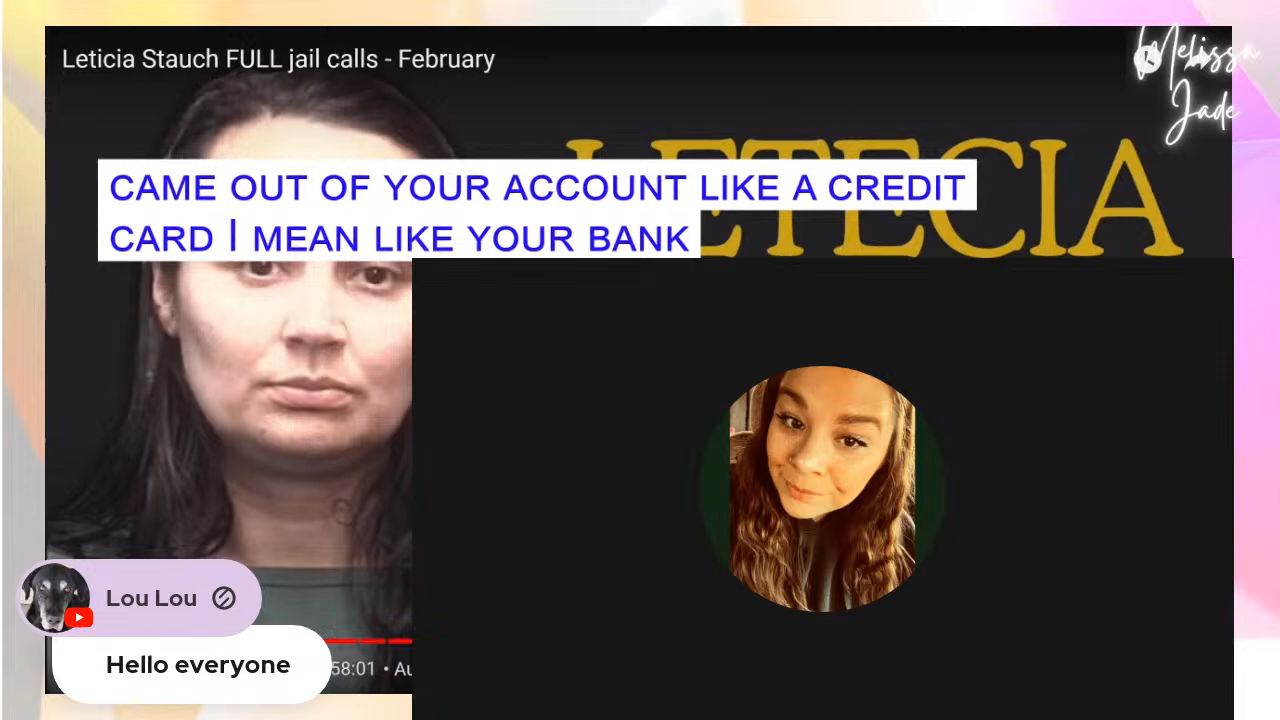 Leticia Stauch FULL jail calls - February
Melissa
Jade
LETECIA
CAME OUT OF YOUR ACCOUNT LIKE A CREDIT
CARD I MEAN LIKE YOUR BANK
Lou Lou
Hello everyone
58:01 • Au